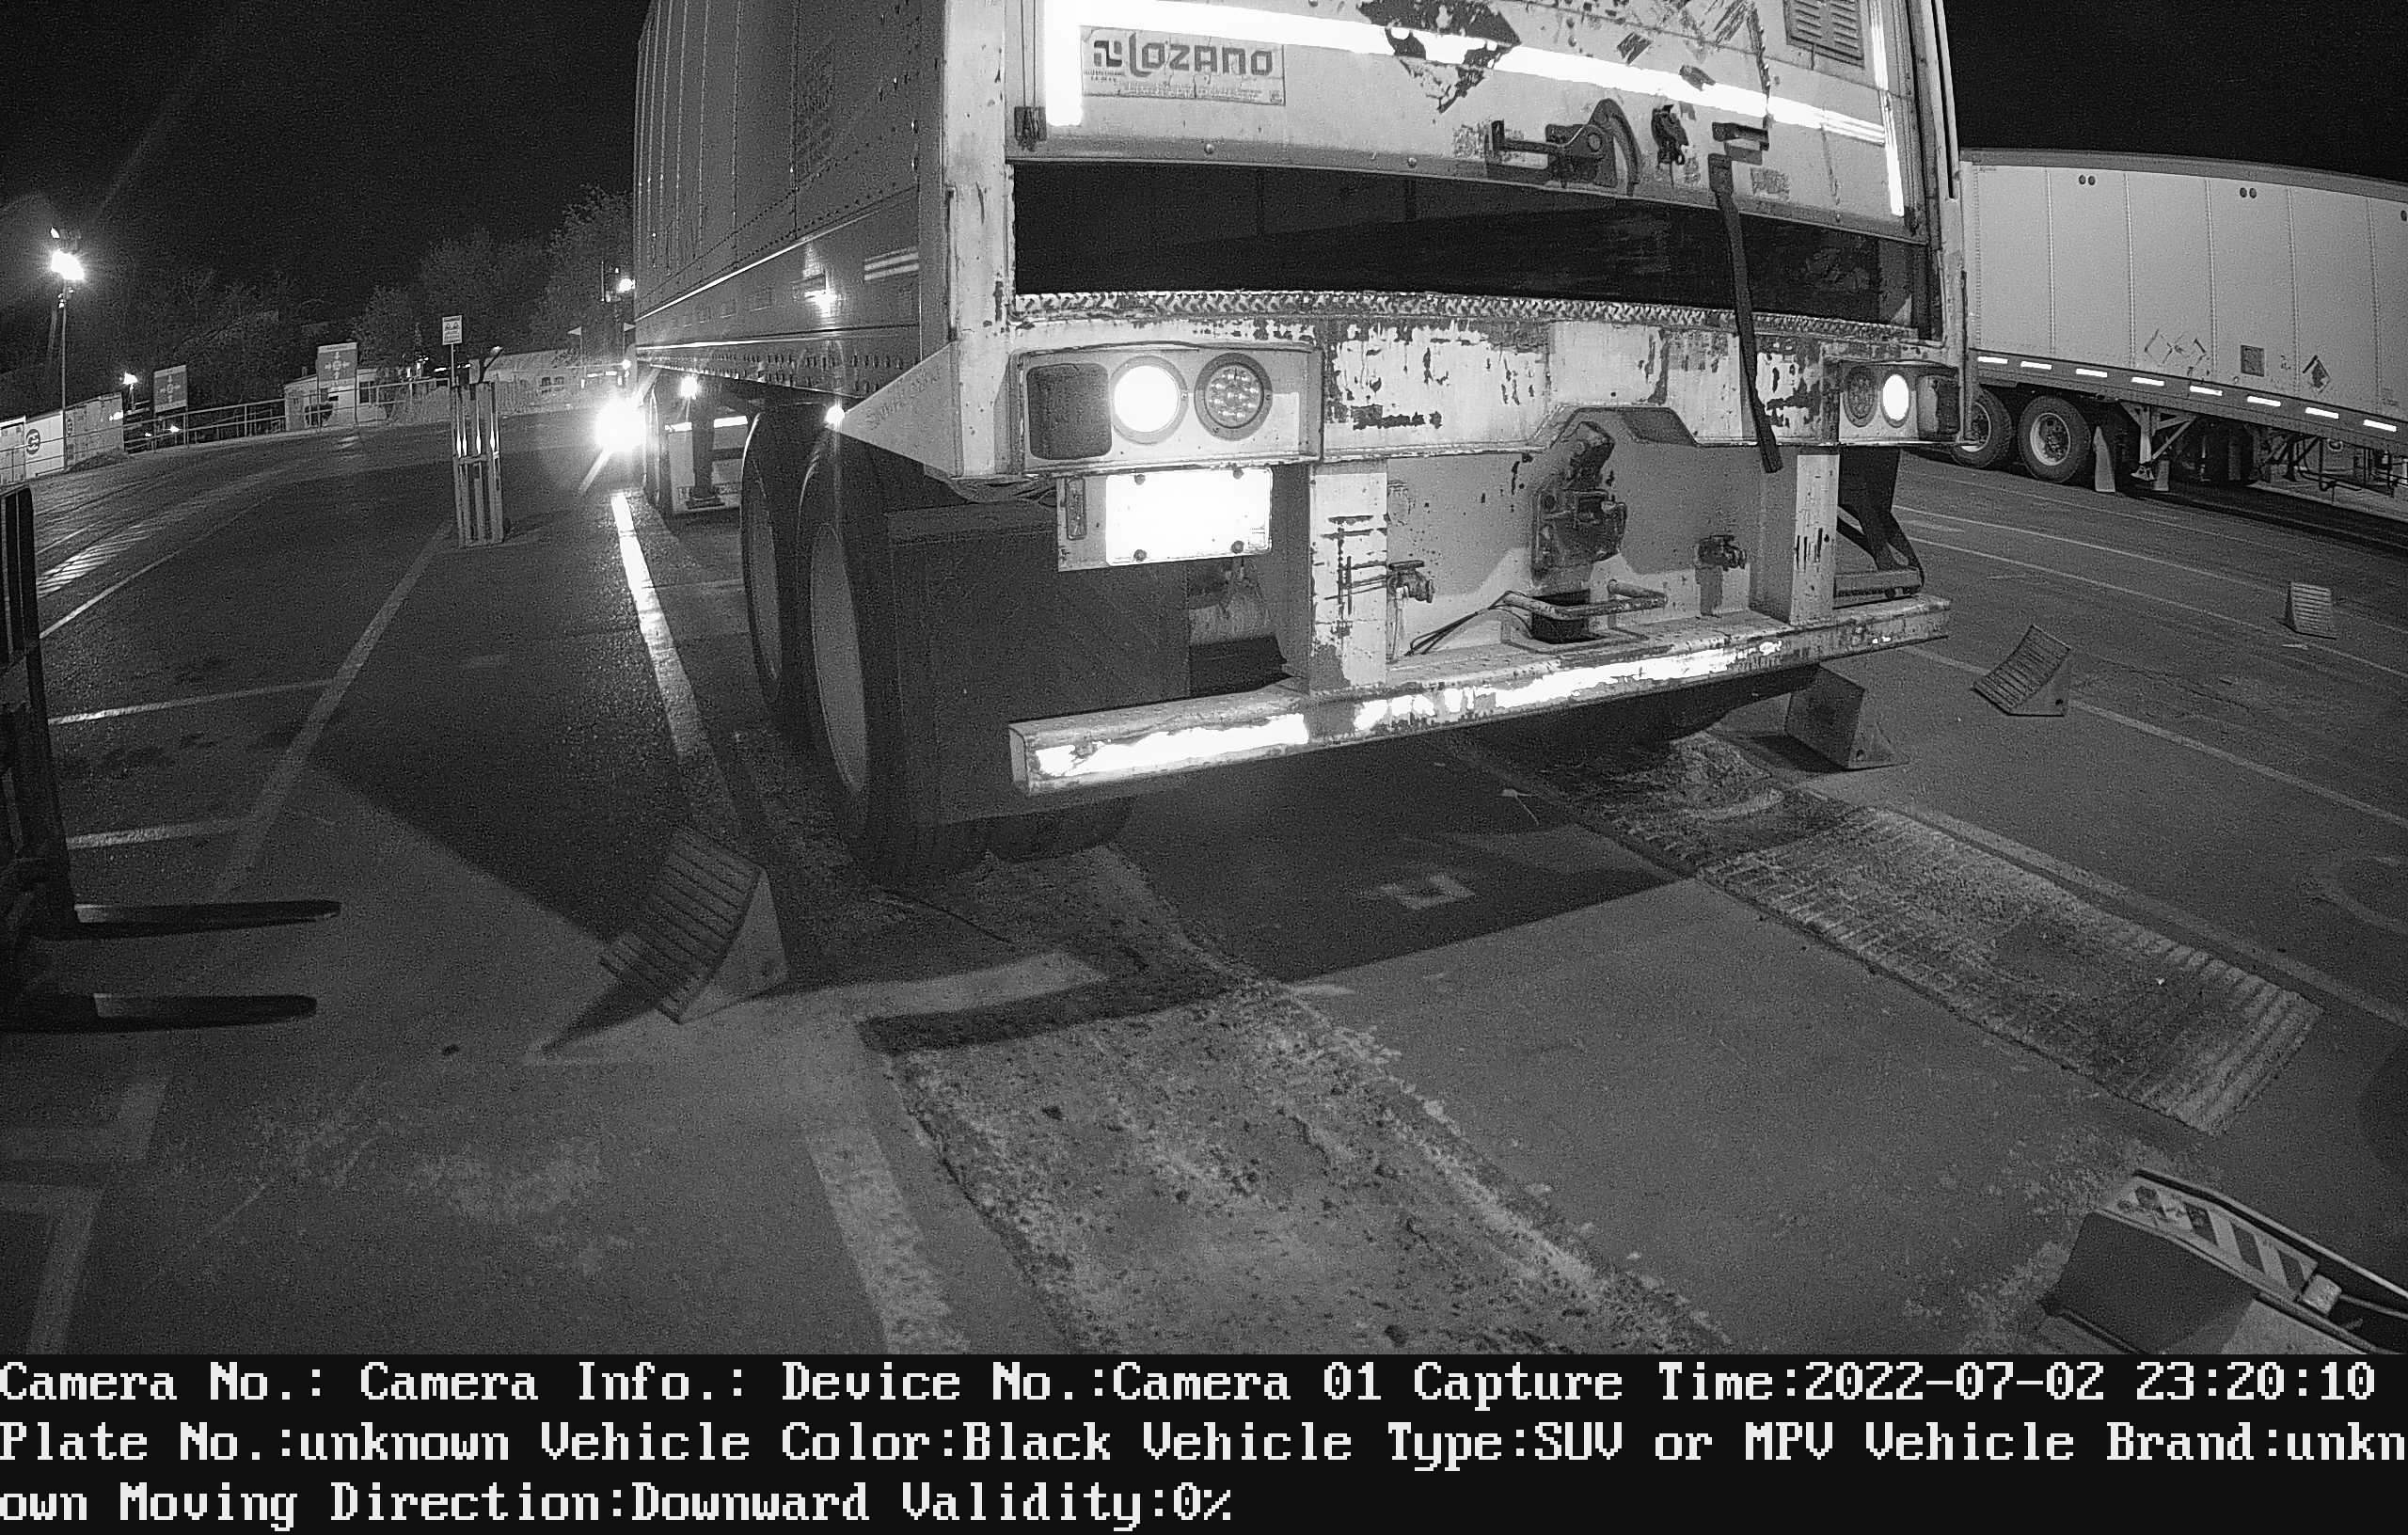 Lozano
Camera No.: Camera Info.: Device No.:Camera 01 Capture Time:2022-07-02 23:20:10
Plate No.:unknown Vehicle Color:Black Vehicle Type:SUV or MPV Vehicle Brand:unkn
own Moving Direction:Downward Validity:0%